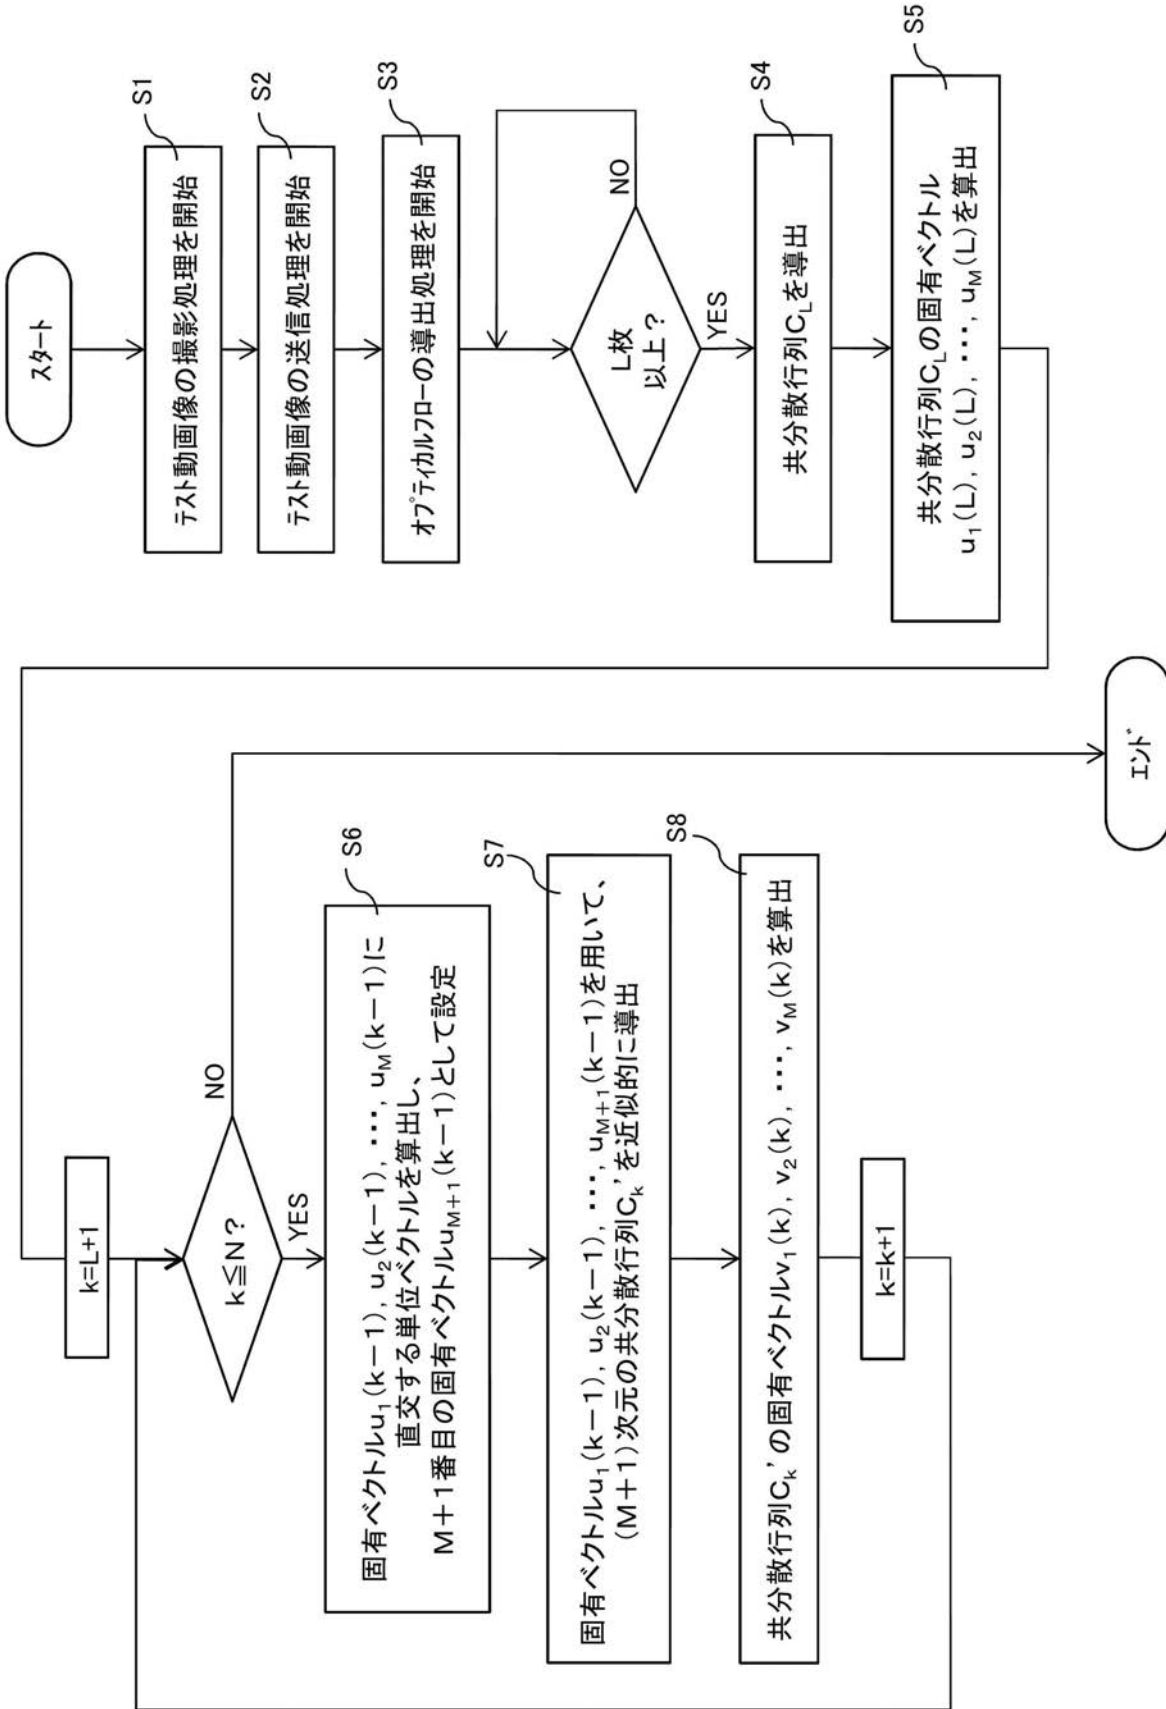 スタート
テスト動画像の撮影処理を開始
S1
テスト動画像の送信処理を開始
S2
オプティカルフローの導出処理を開始
S3
L枚
以上?
NO
YES
共分散行列C_Lを導出
S4
共分散行列C_Lの固有ベクトル
u_1(L), u_2(L), ・・・, u_M(L)を算出
S5
k=L+1
k≦N?
NO
YES
固有ベクトルu_1(k−1), u_2(k−1), ・・・, u_M(k−1)に
直交する単位ベクトルを算出し、
M+1番目の固有ベクトルu_{M+1}(k−1)として設定
S6
固有ベクトルu_1(k−1), u_2(k−1), ・・・, u_{M+1}(k−1)を用いて、
(M+1)次元の共分散行列C_k'を近似的に導出
S7
共分散行列C_k'の固有ベクトルv_1(k), v_2(k), ・・・, v_M(k)を算出
S8
k=k+1
エンド